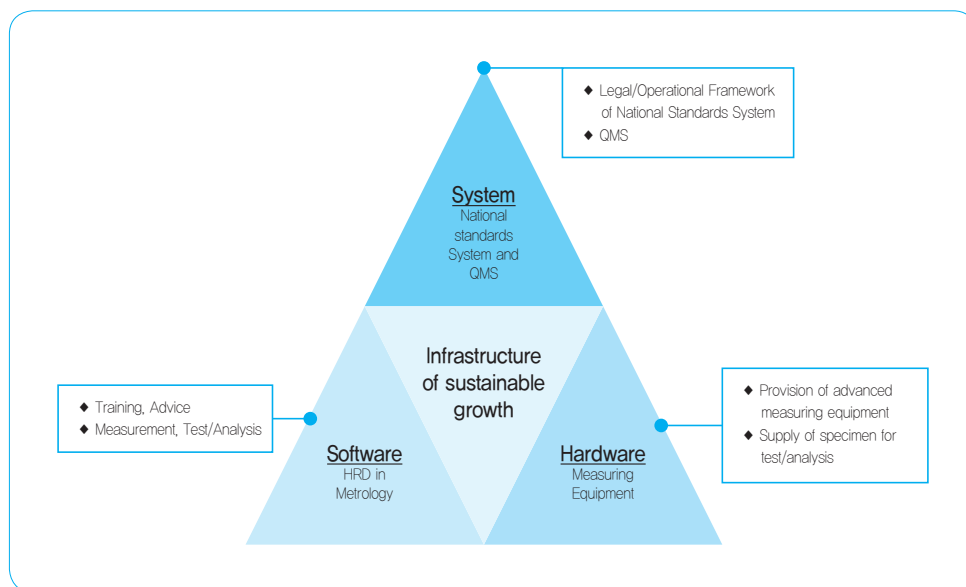 ◆ Legal/Operational Framework
of National Standards System
◆ QMS
System
National
standards
System and
QMS
Infrastructure
of sustainable
growth
◆ Training, Advice
◆ Measurement, Test/Analysis
◆ Provision of advanced
measuring equipment
◆ Supply of specimen for
test/analysis
Software
HRD in
Metrology
Hardware
Measuring
Equipment